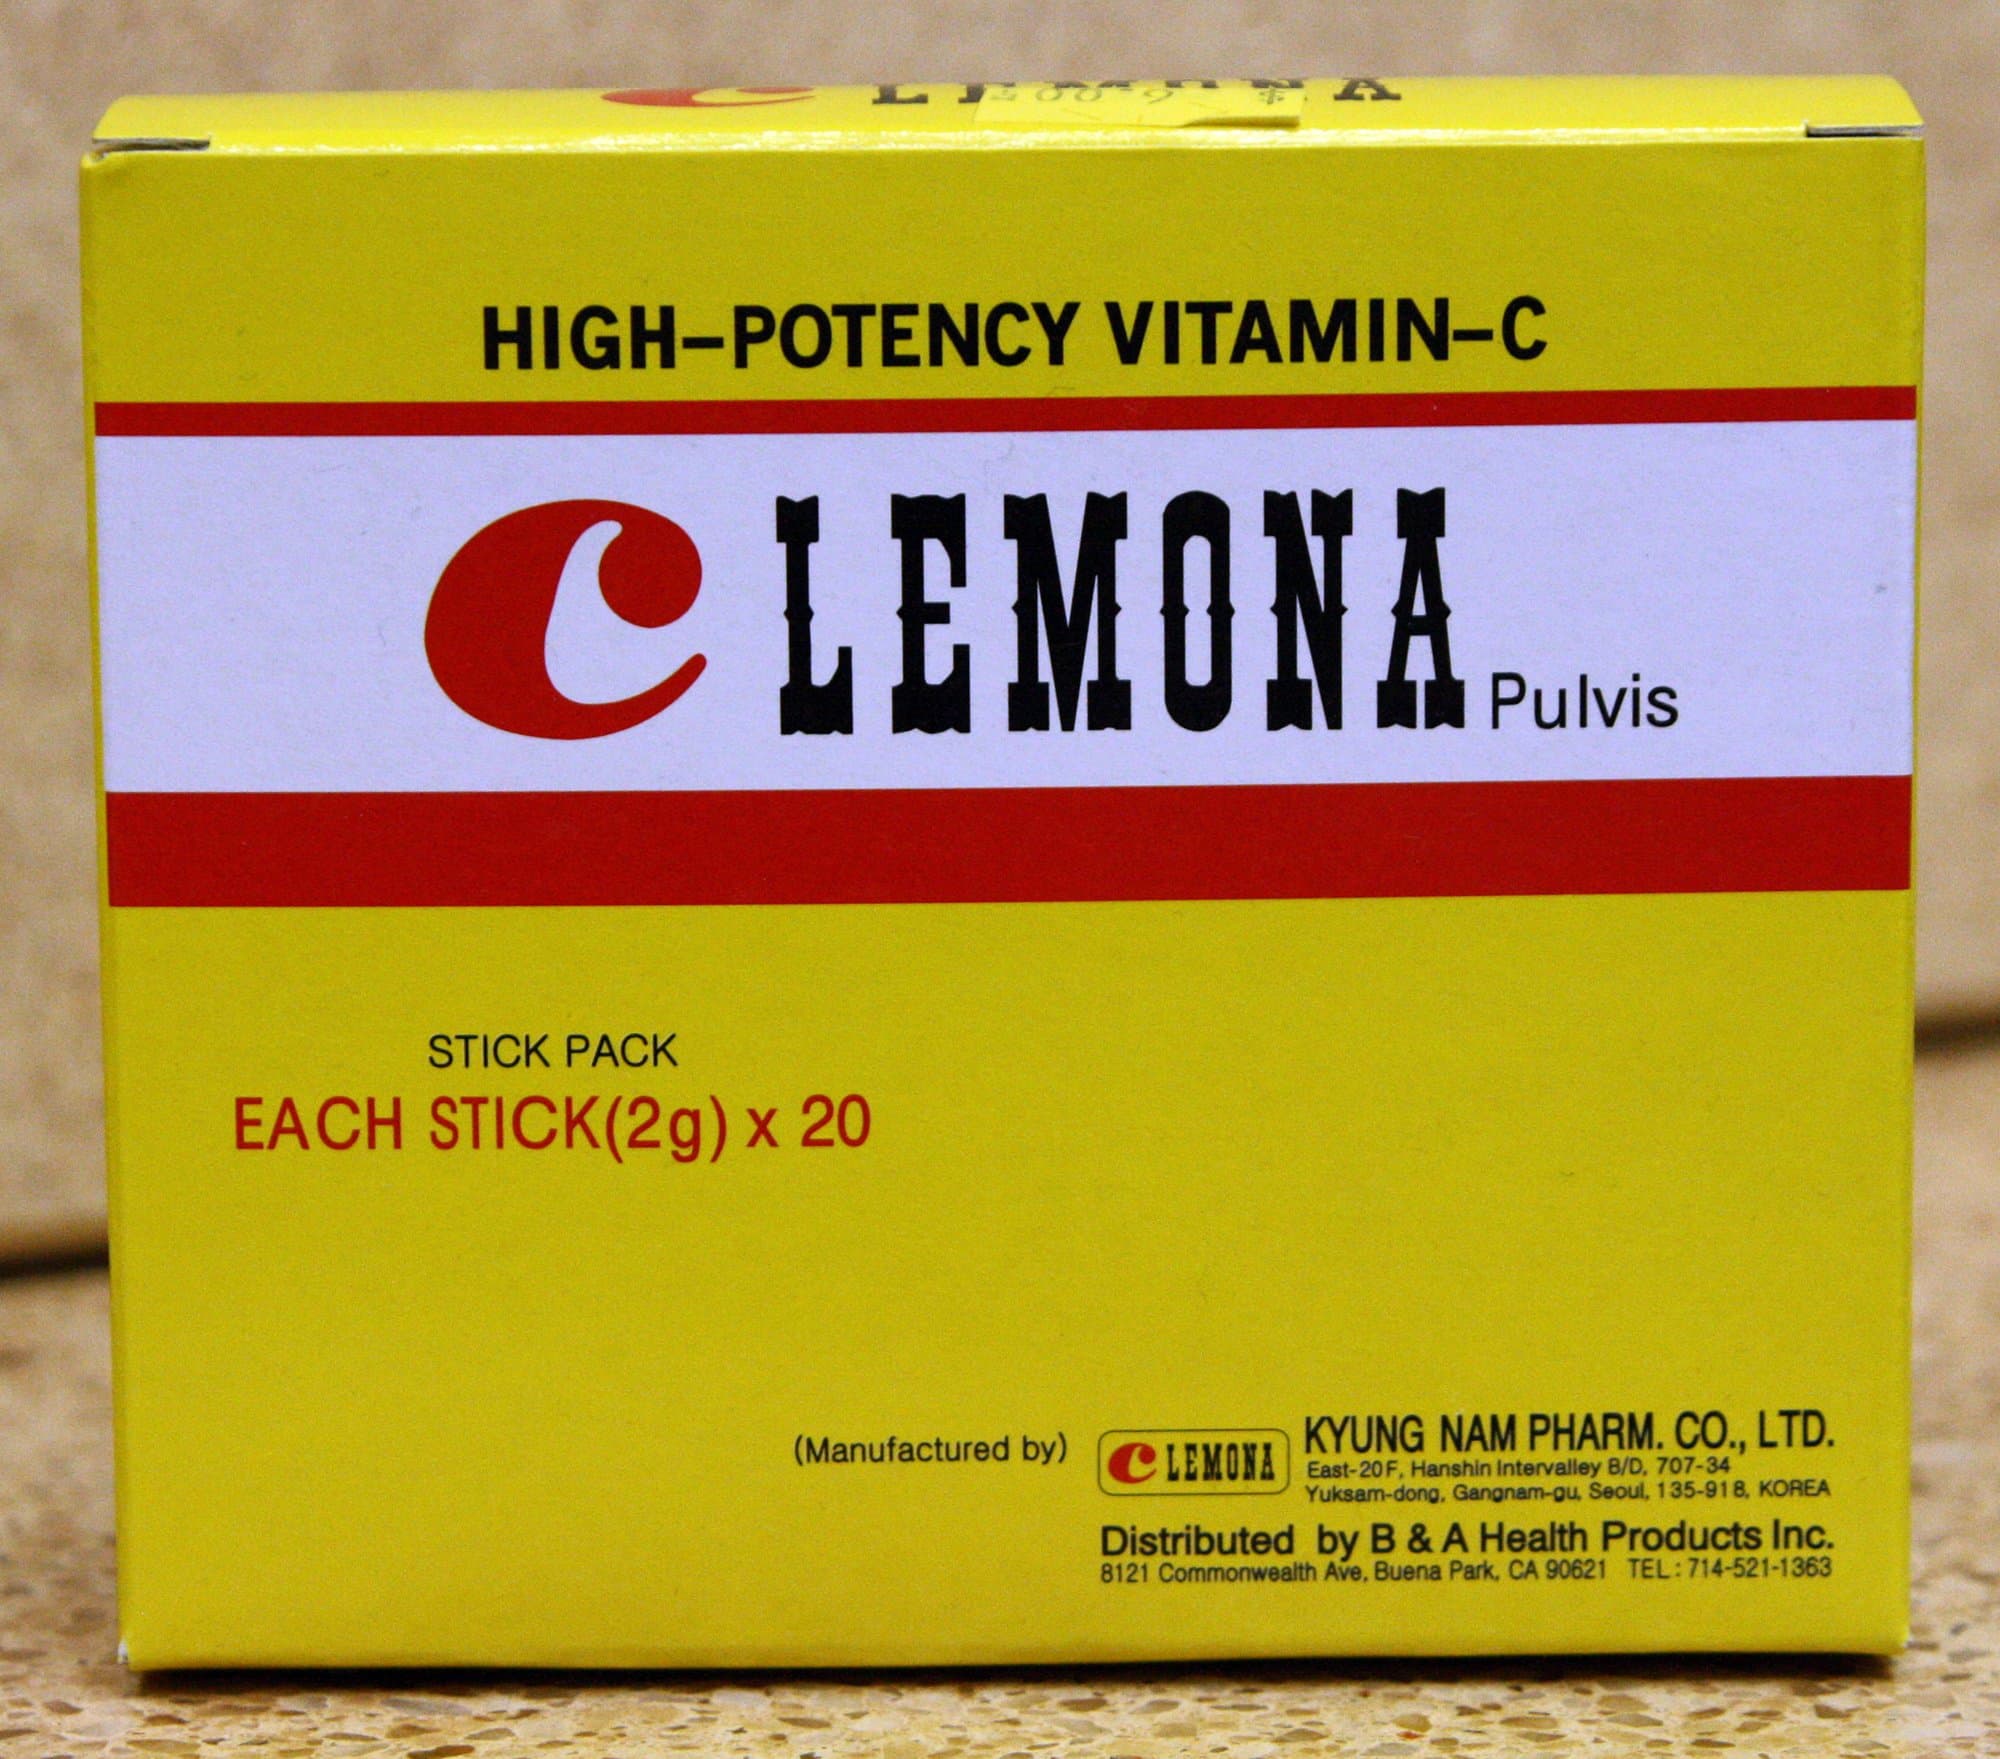 C LEMONA
HIGH-POTENCY VITAMIN-C
C LEMONA Pulvis
STICK PACK
EACH STICK(2g) x 20
(Manufactured by)
C LEMONA
KYUNG NAM PHARM. CO., LTD.
East-20F, Hanshin Intervalley B/D, 707-34
Yuksam-dong, Gangnam-gu, Seoul, 135-918, KOREA
Distributed by B & A Health Products Inc.
8121 Commonwealth Ave, Buena Park, CA 90621 TEL : 714-521-1363